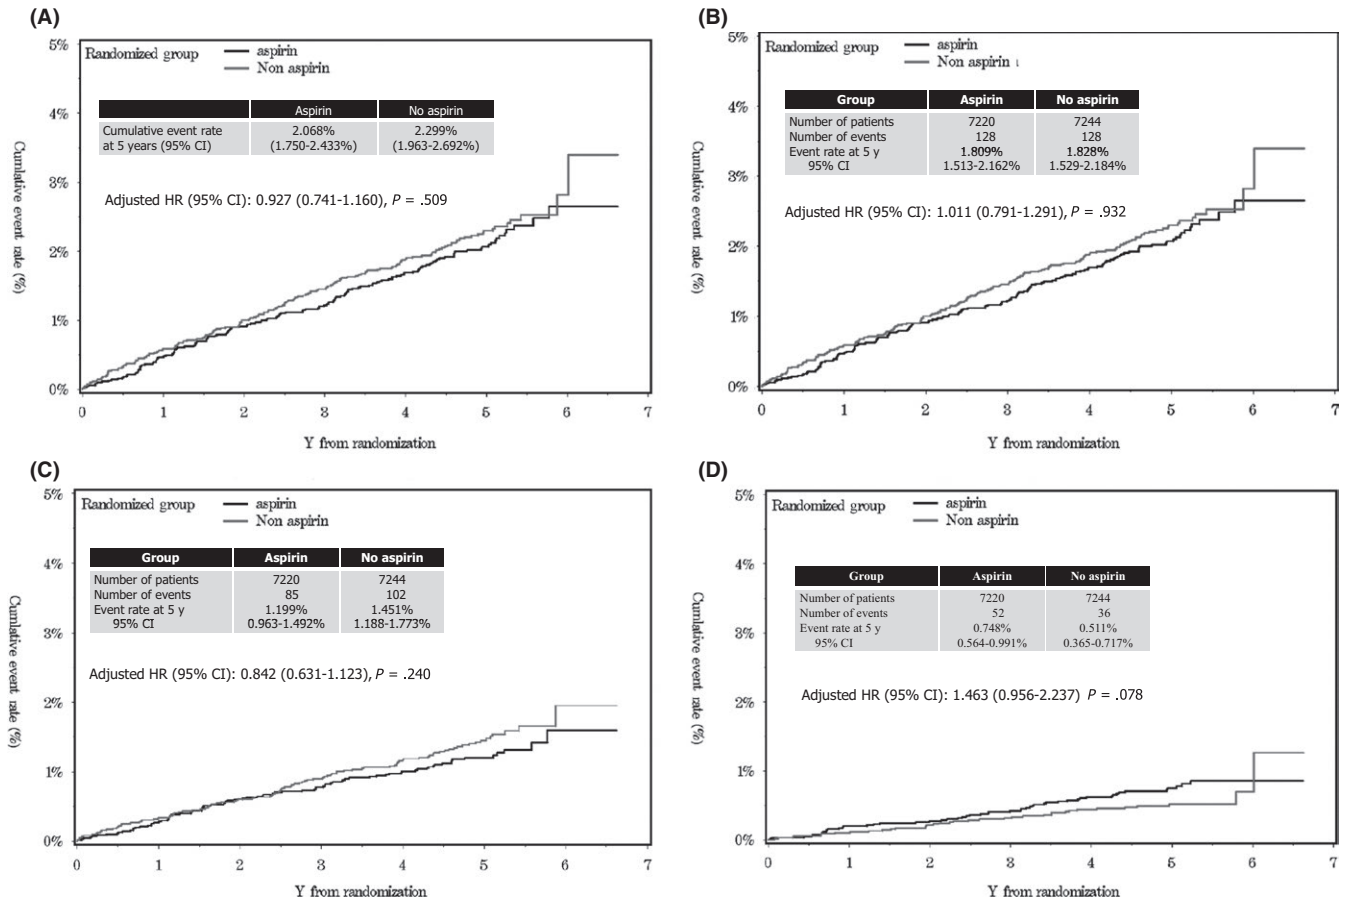 (A)
Randomized group
aspirin
Non aspirin
Aspirin No aspirin
Cumulative event rate 2.068% 2.299%
at 5 years (95% CI) (1.750-2.433%) (1.963-2.692%)
Adjusted HR (95% CI): 0.927 (0.741-1.160), P = .509
Cumlative event rate (%)
5%
4%
3%
2%
1%
0%
0 1 2 3 4 5 6 7
Y from randomization
(B)
Randomized group
aspirin
Non aspirin
Group Aspirin No aspirin
Number of patients 7220 7244
Number of events 128 128
Event rate at 5 y 1.809% 1.828%
95% CI 1.513-2.162% 1.529-2.184%
Adjusted HR (95% CI): 1.011 (0.791-1.291), P = .932
Cumlative event rate (%)
5%
4%
3%
2%
1%
0%
0 1 2 3 4 5 6 7
Y from randomization
(C)
Randomized group
aspirin
Non aspirin
Group Aspirin No aspirin
Number of patients 7220 7244
Number of events 85 102
Event rate at 5 y 1.199% 1.451%
95% CI 0.963-1.492% 1.188-1.773%
Adjusted HR (95% CI): 0.842 (0.631-1.123), P = .240
Cumlative event rate (%)
5%
4%
3%
2%
1%
0%
0 1 2 3 4 5 6 7
Y from randomization
(D)
Randomized group
aspirin
Non aspirin
Group Aspirin No aspirin
Number of patients 7220 7244
Number of events 52 36
Event rate at 5 y 0.748% 0.511%
95% CI 0.564-0.991% 0.365-0.717%
Adjusted HR (95% CI): 1.463 (0.956-2.237) P = .078
Cumlative event rate (%)
5%
4%
3%
2%
1%
0%
0 1 2 3 4 5 6 7
Y from randomization